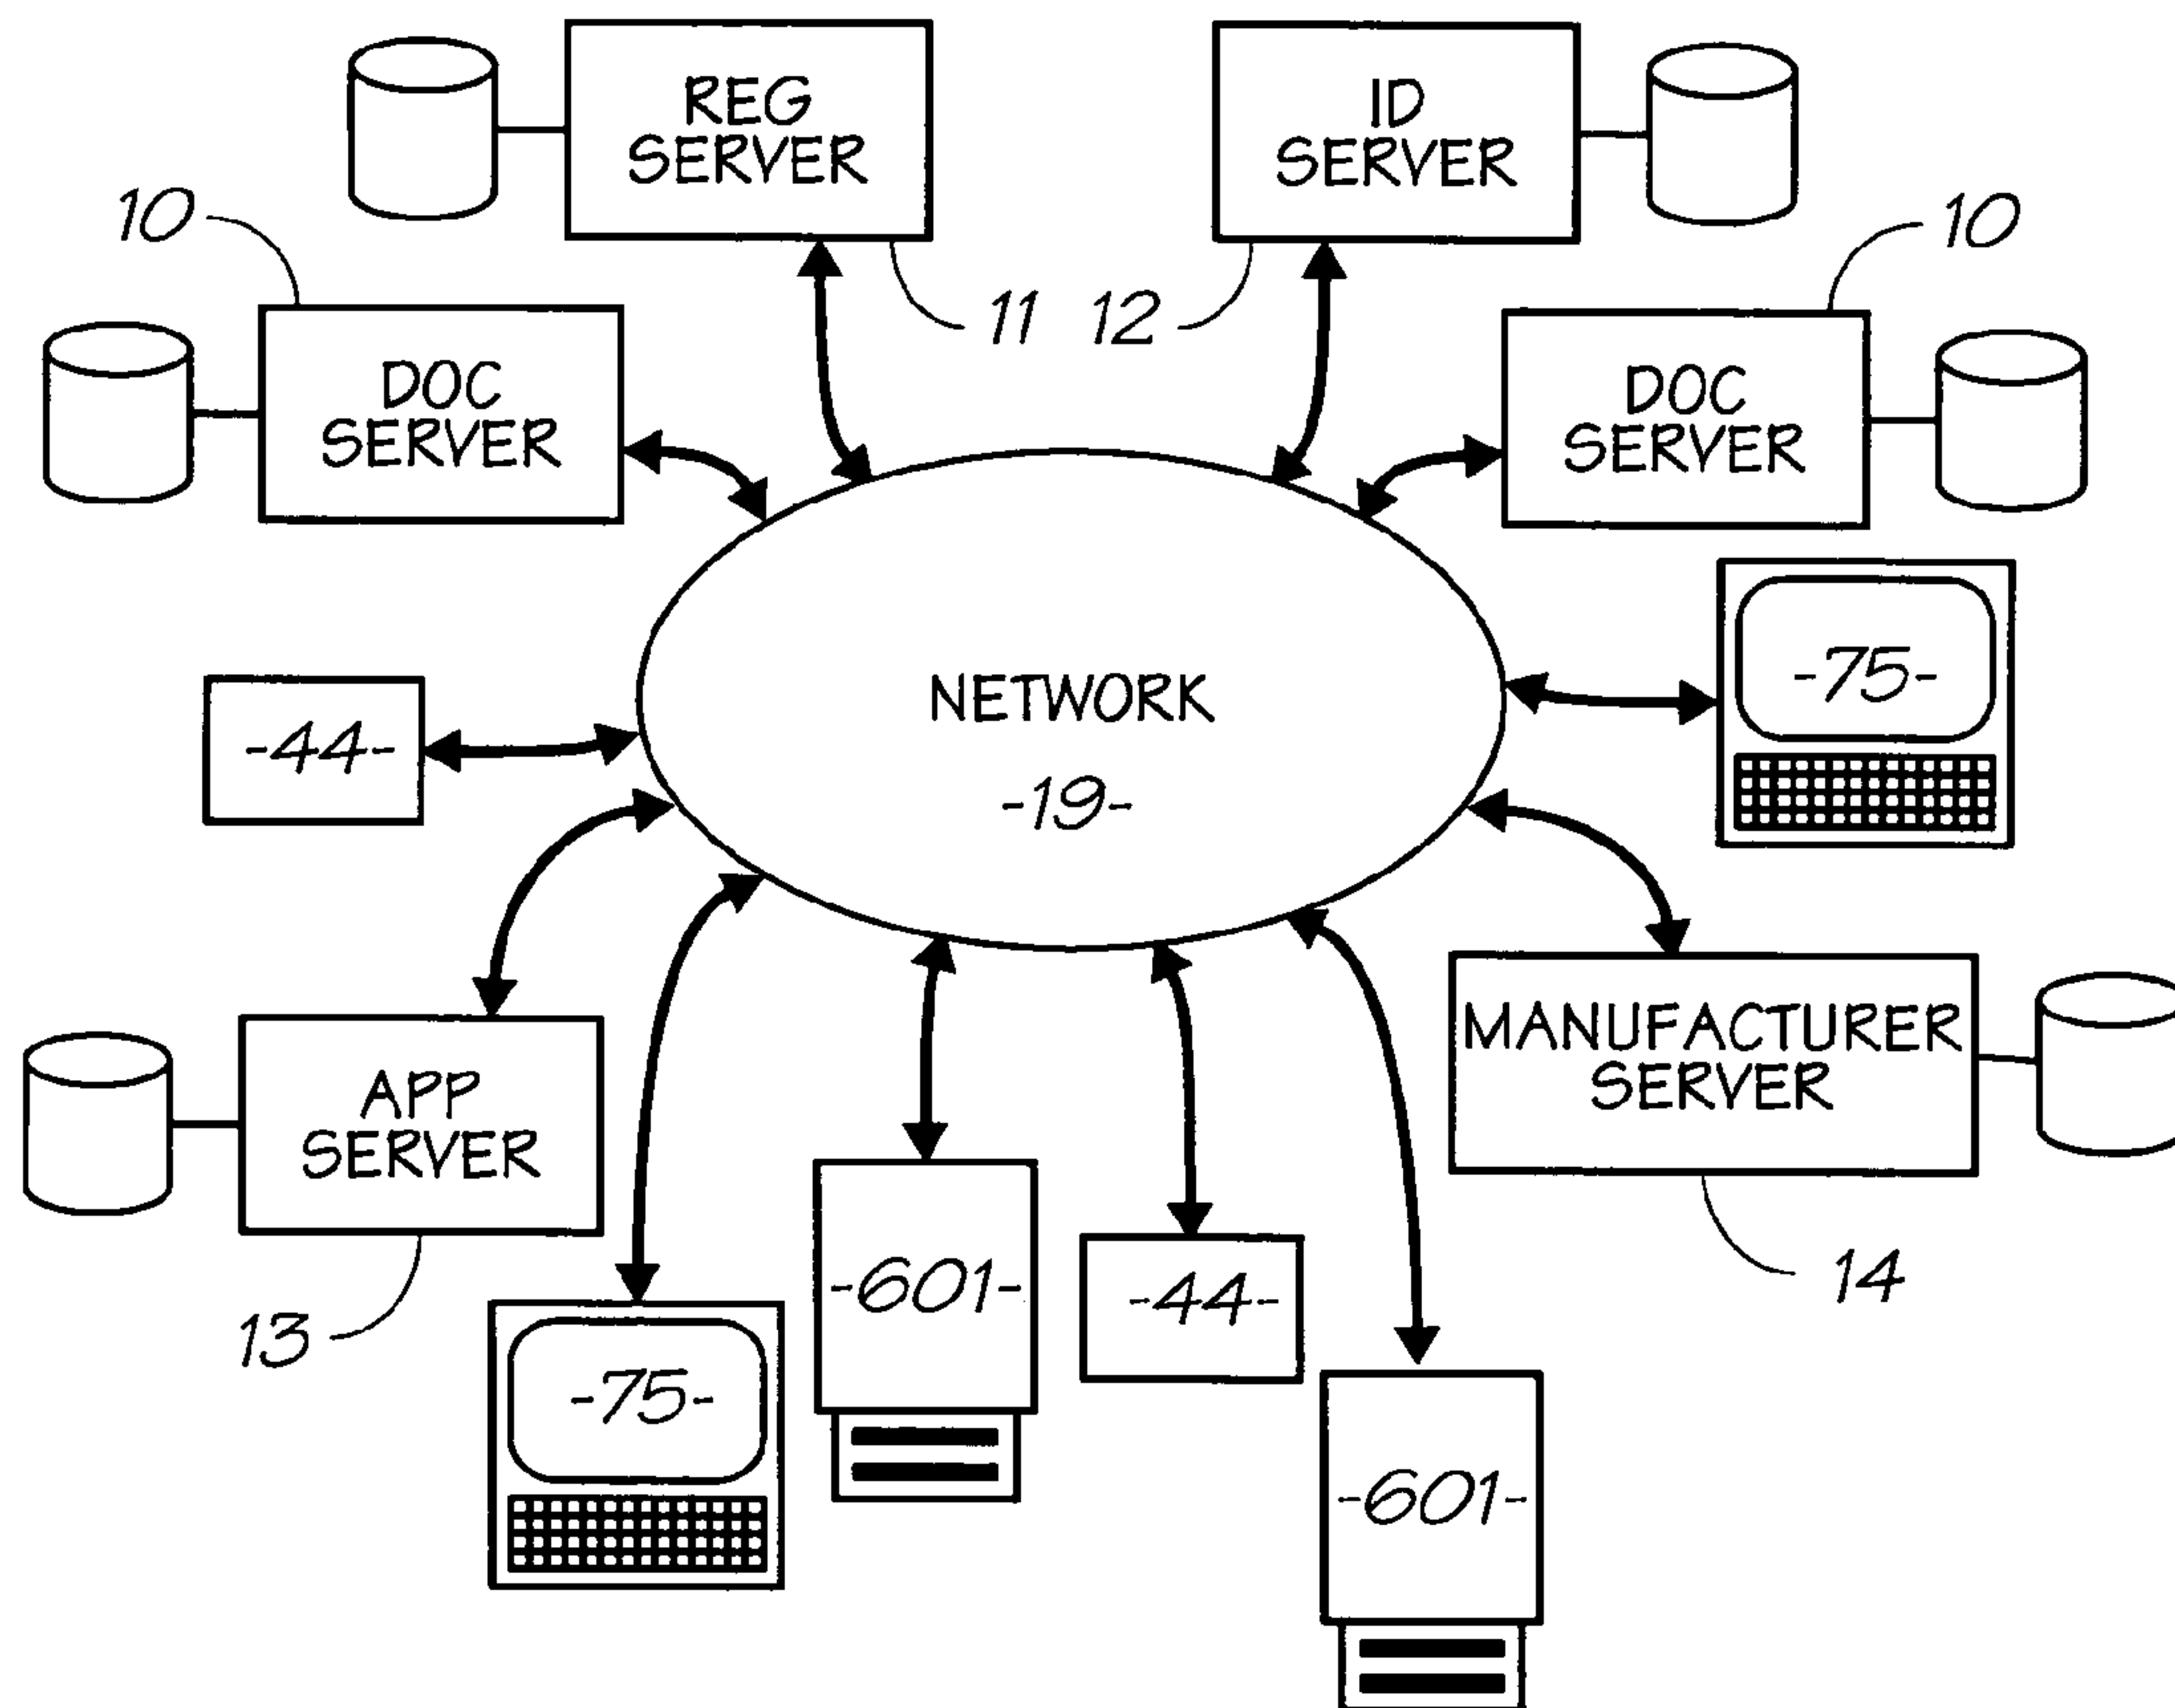 REG
SERVER
ID
SERVER
10
10
11
12
DOC
SERVER
DOC
SERVER
-75-
NETWORK
-19-
-44-
MANUFACTURER
SERVER
APP
SERVER
-601-
-44-
14
13
-75-
-601-